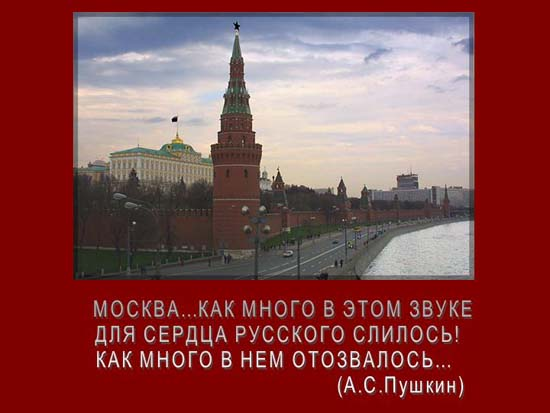 МОСКВА...КАК МНОГО В ЭТОМ ЗВУКЕ
ДЛЯ СЕРДЦА РУССКОГО СЛИЛОСЬ!
КАК МНОГО В НЕМ ОТОЗВАЛОСЬ...
(А.С.Пушкин)